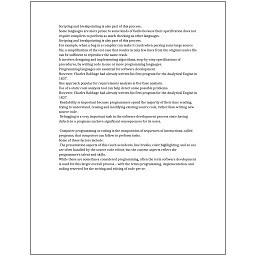 Scripting and breakpointing is also part of this process.
Some languages are more prone to some kinds of faults because their specification does not
require compilers to perform as much checking as other languages.
Scripting and breakpointing is also part of this process.
For example, when a bug in a compiler can make it crash when parsing some large source
file, a simplification of the test case that results in only few lines from the original source file
can be sufficient to reproduce the same crash.
It involves designing and implementing algorithms, step-by-step specifications of
procedures, by writing code in one or more programming languages.
Programming languages are essential for software development.
However, Charles Babbage had already written his first program for the Analytical Engine in
1837.
One approach popular for requirements analysis is Use Case analysis.
Use of a static code analysis tool can help detect some possible problems.
However, Charles Babbage had already written his first program for the Analytical Engine in
1837.
Readability is important because programmers spend the majority of their time reading,
trying to understand, reusing and modifying existing source code, rather than writing new
source code.
Debugging is a very important task in the software development process since having
defects in a program can have significant consequences for its users.
Computer programming or coding is the composition of sequences of instructions, called
programs, that computers can follow to perform tasks.
Some of these factors include:
The presentation aspects of this (such as indents, line breaks, color highlighting, and so on)
are often handled by the source code editor, but the content aspects reflect the
programmer's talent and skills.
While these are sometimes considered programming, often the term software development
is used for this larger overall process – with the terms programming, implementation, and
coding reserved for the writing and editing of code per se.